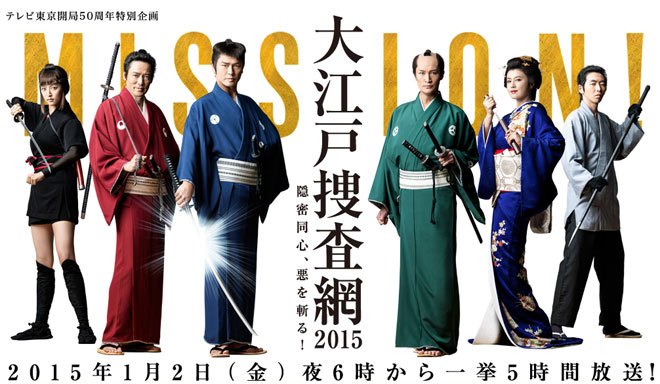 テレビ東京開局50周年特別企画
MISSION!
大江戸捜査網
2015
隠密同心、悪を斬る!
2015年1月2日(金)夜6時から一挙5時間放送!